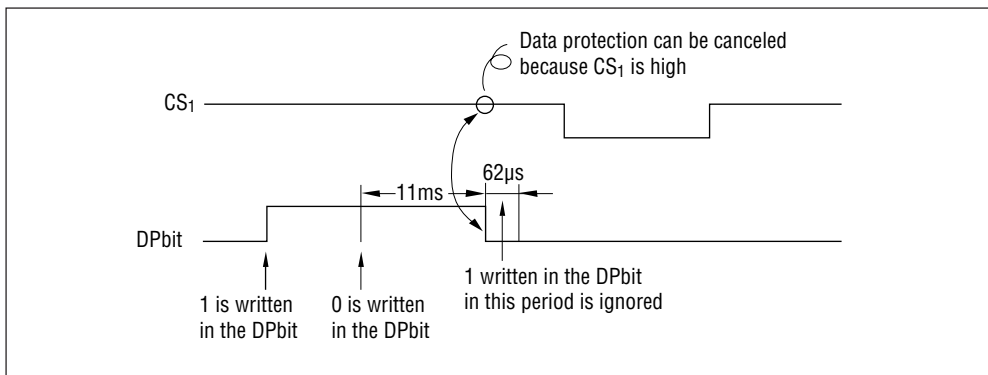 Data protection can be canceled
because CS₁ is high
CS₁
62µs
11ms
DPbit
1 is written
in the DPbit
0 is written
in the DPbit
1 written in the DPbit
in this period is ignored